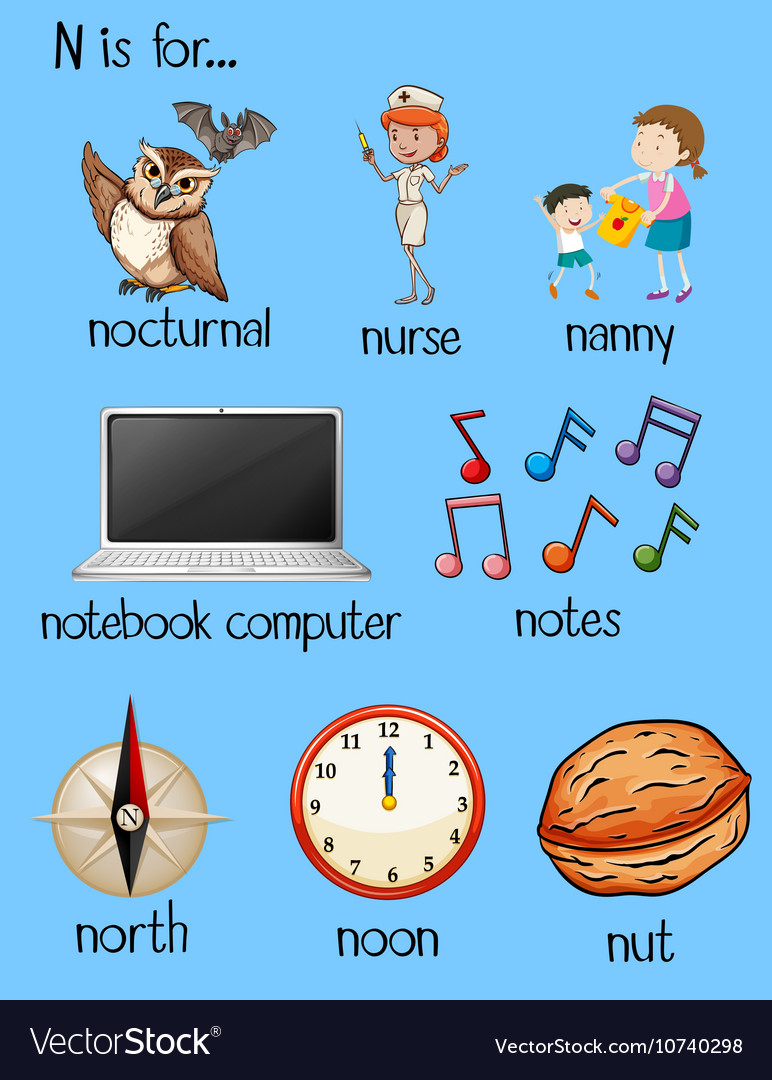 N is for...
nocturnal
nurse
nanny
notebook computer
notes
N
12
11
1
10
2
9
3
8
4
7
5
6
north
noon
nut
VectorStock®
VectorStock.com/10740298